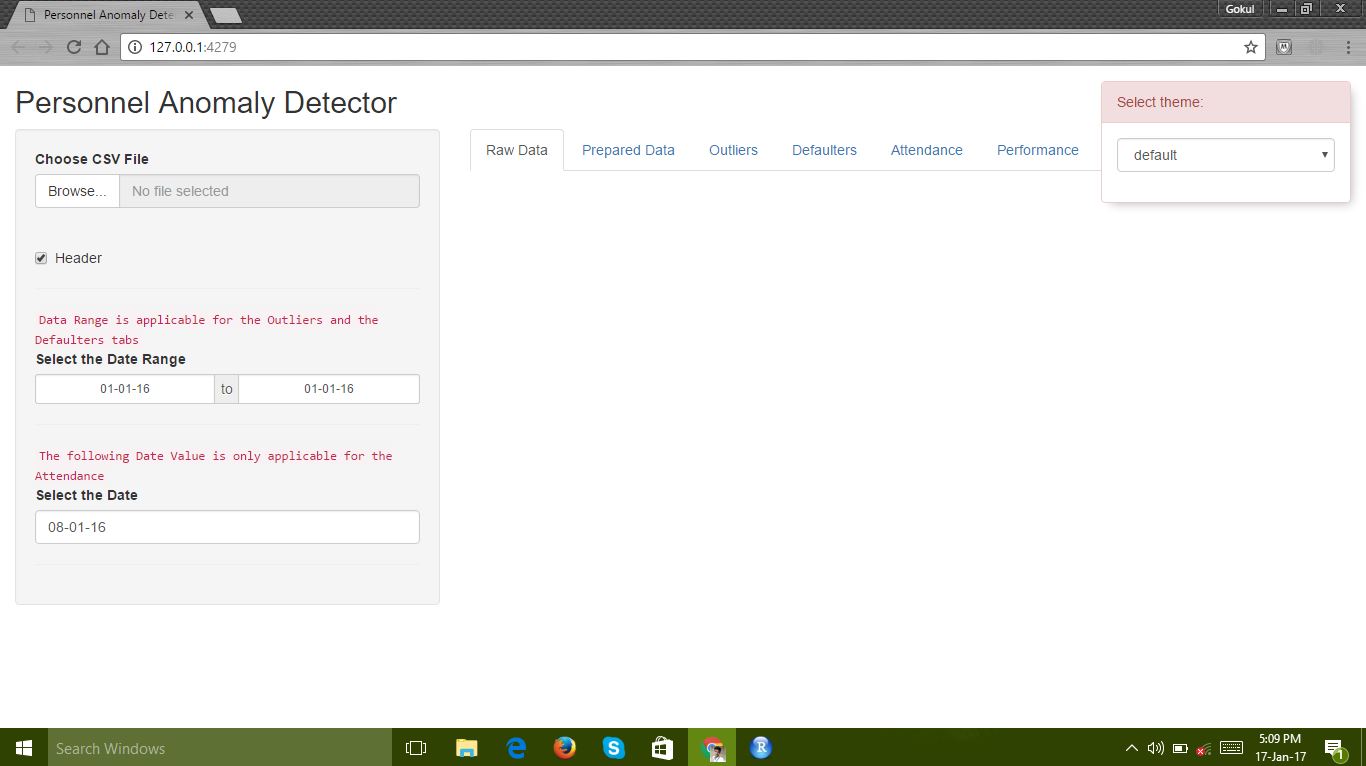 Personnel Anomaly Dete
Gokul
127.0.0.1:4279
Personnel Anomaly Detector
Select theme:
default
Choose CSV File
Browse...
No file selected
Header
Data Range is applicable for the Outliers and the
Defaulters tabs
Select the Date Range
01-01-16
to
01-01-16
The following Date Value is only applicable for the
Attendance
Select the Date
08-01-16
Raw Data
Prepared Data
Outliers
Defaulters
Attendance
Performance
Search Windows
5:09 PM
17-Jan-17
1